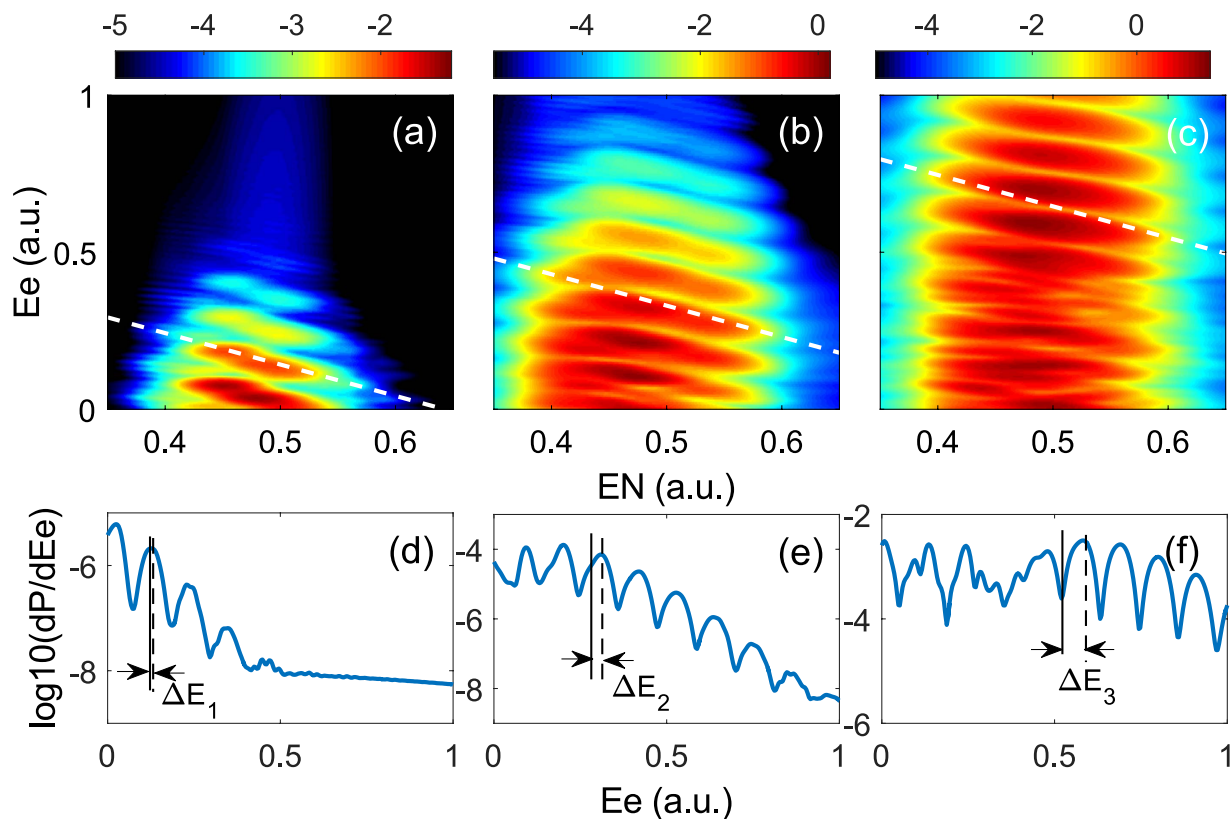 -5 -4 -3 -2 -4 -2 0 -4 -2 0
1 (a) (b) (c)
0.5
0
Ee (a.u.)
0.4 0.5 0.6 0.4 0.5 0.6 0.4 0.5 0.6
EN (a.u.)
(d) (e) (f)
-6 -4 -2
-8 -6 -4
-8 -6
ΔE1 ΔE2 ΔE3
log10(dP/dEe)
0 0.5 1 0 0.5 1 0 0.5 1
Ee (a.u.)